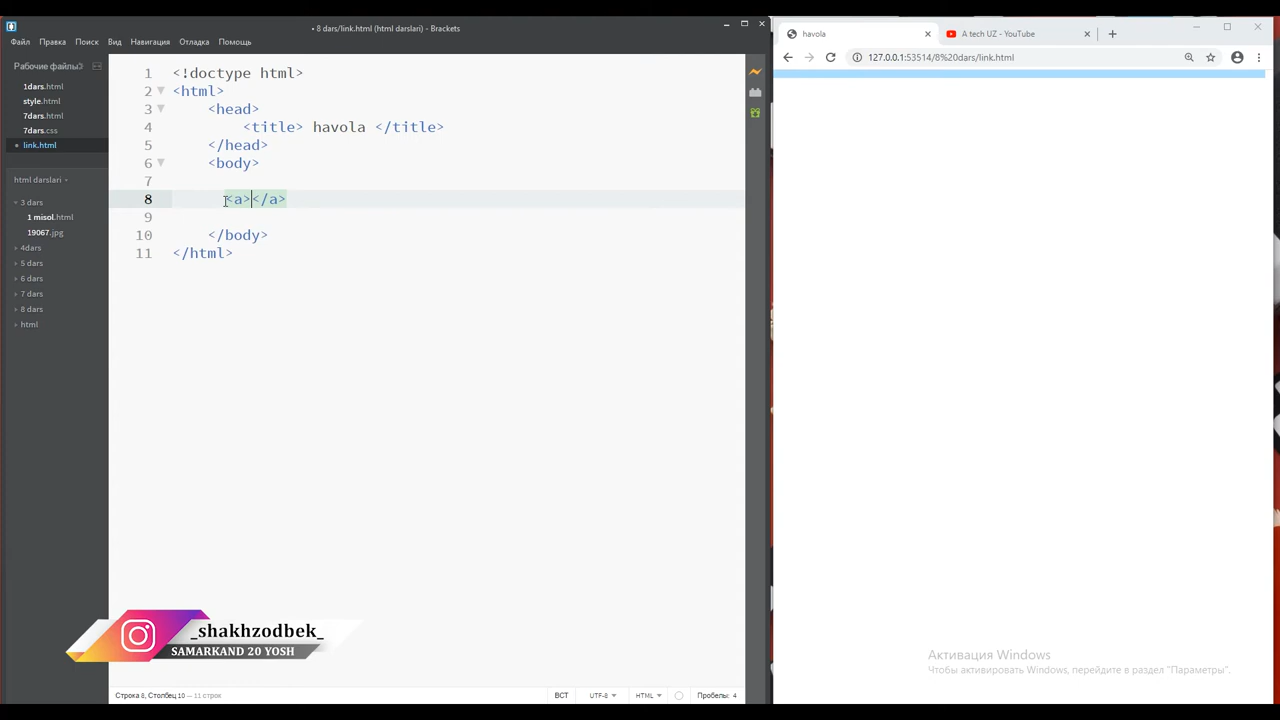 • 8 dars/link.html (html darslari) - Brackets
Файл Правка Поиск Вид Навигация Отладка Помощь
Рабочие файлы
1dars.html
style.html
7dars.html
7dars.css
• link.html
html darslari
3 dars
1 misol.html
19067.jpg
4dars
5 dars
6 dars
7 dars
8 dars
html
1 <!doctype html>
2 <html>
3 <head>
4 <title> havola </title>
5 </head>
6 <body>
7
8 <a></a>
9
10 </body>
11 </html>
_shakhzodbek_
SAMARKAND 20 YOSH
Строка 8, Столбец 10 — 11 строк
ВСТ UTF-8 HTML Пробелы: 4
havola
A tech UZ - YouTube
127.0.0.1:53514/8%20dars/link.html
Активация Windows
Чтобы активировать Windows, перейдите в раздел "Параметры".